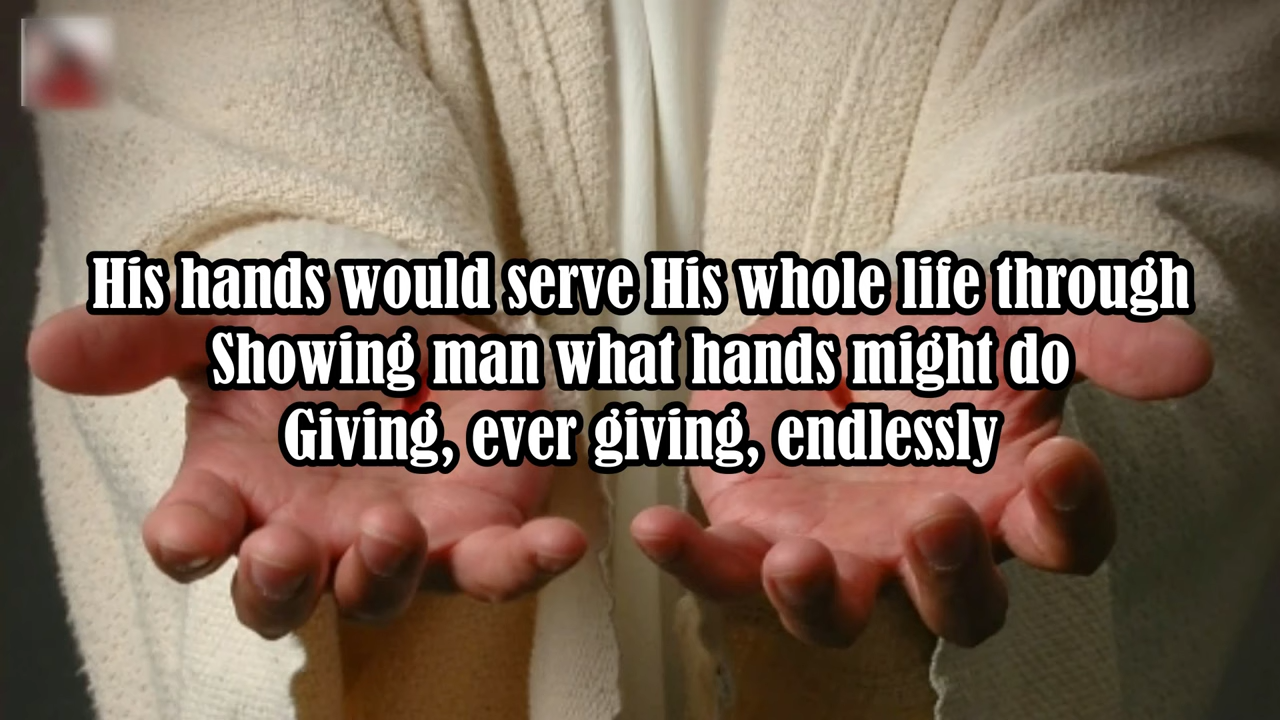 His hands would serve His whole life through
Showing man what hands might do
Giving, ever giving, endlessly